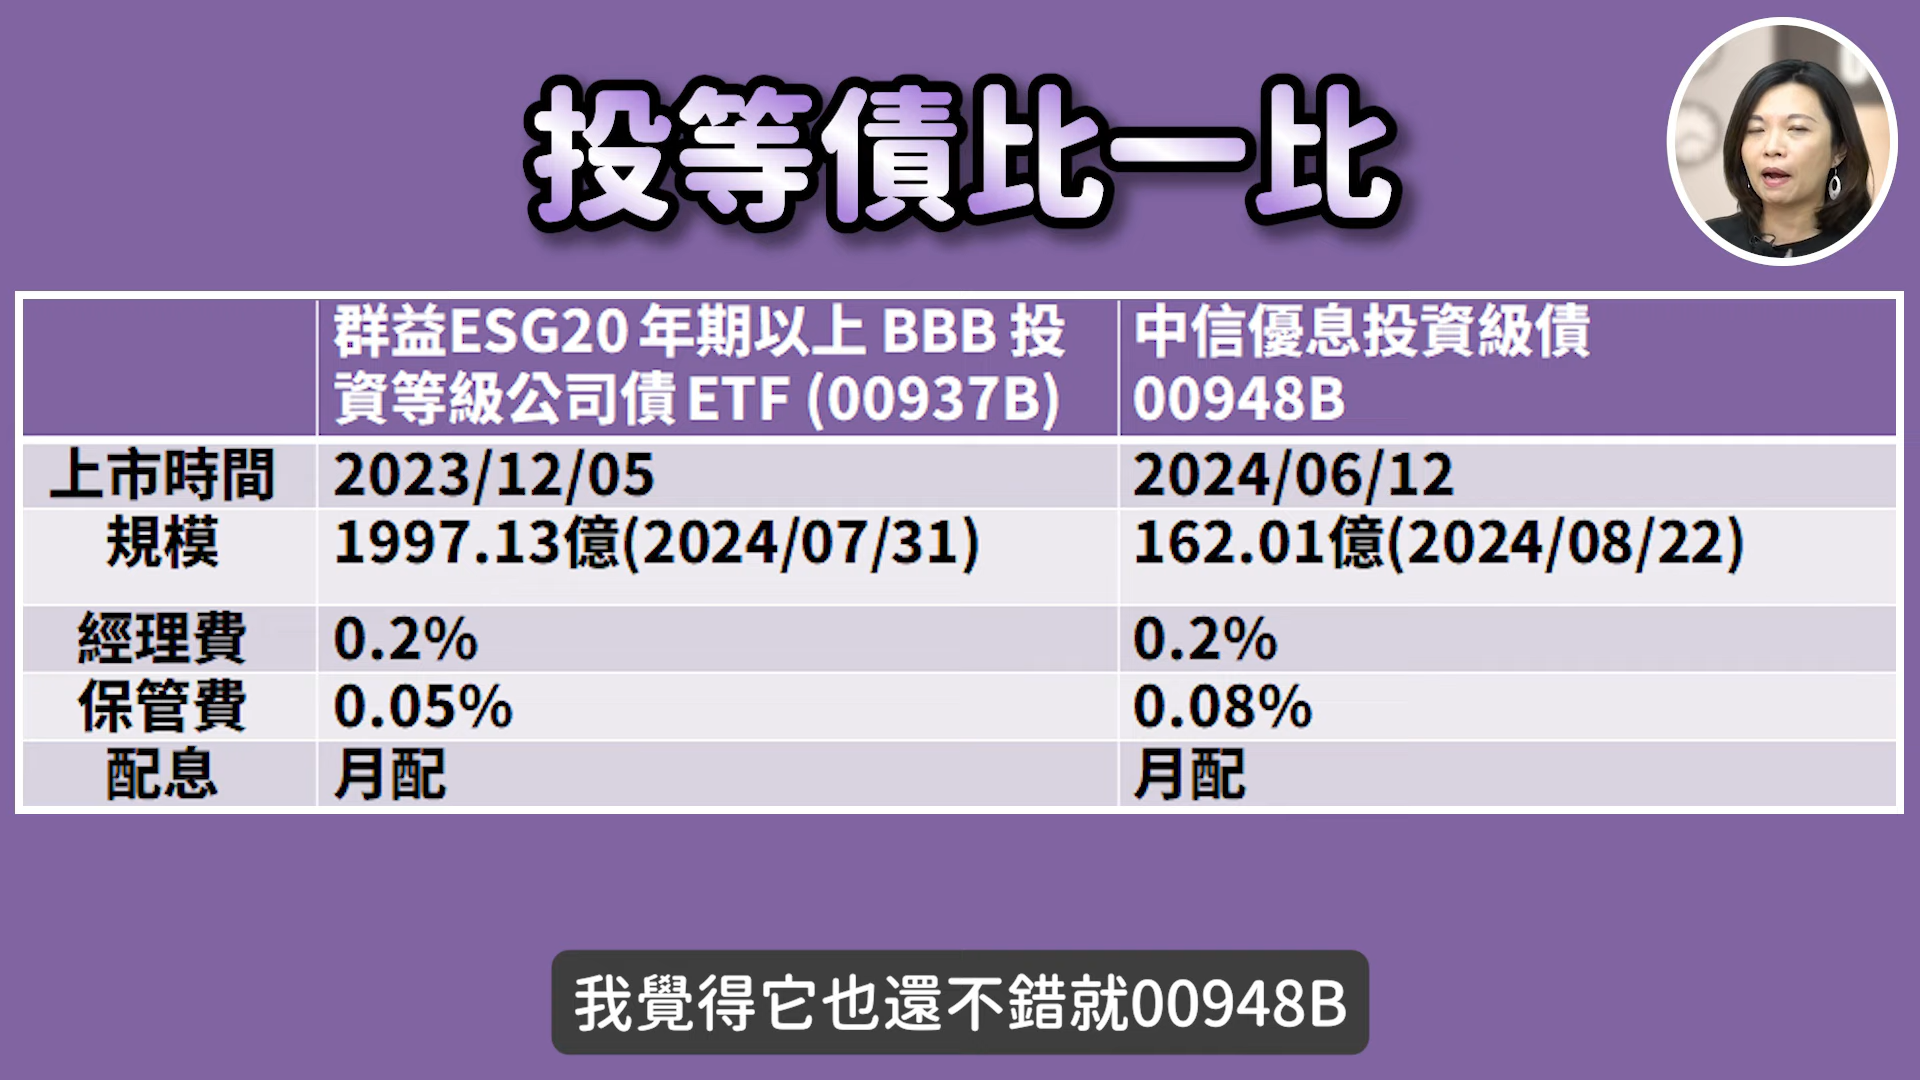 投等債比一比
群益ESG20年期以上 BBB 投
資等級公司債 ETF (00937B)
中信優息投資級債
00948B
上市時間
2023/12/05
2024/06/12
規模
1997.13億(2024/07/31)
162.01億(2024/08/22)
經理費
0.2%
0.2%
保管費
0.05%
0.08%
配息
月配
月配
我覺得它也還不錯就00948B